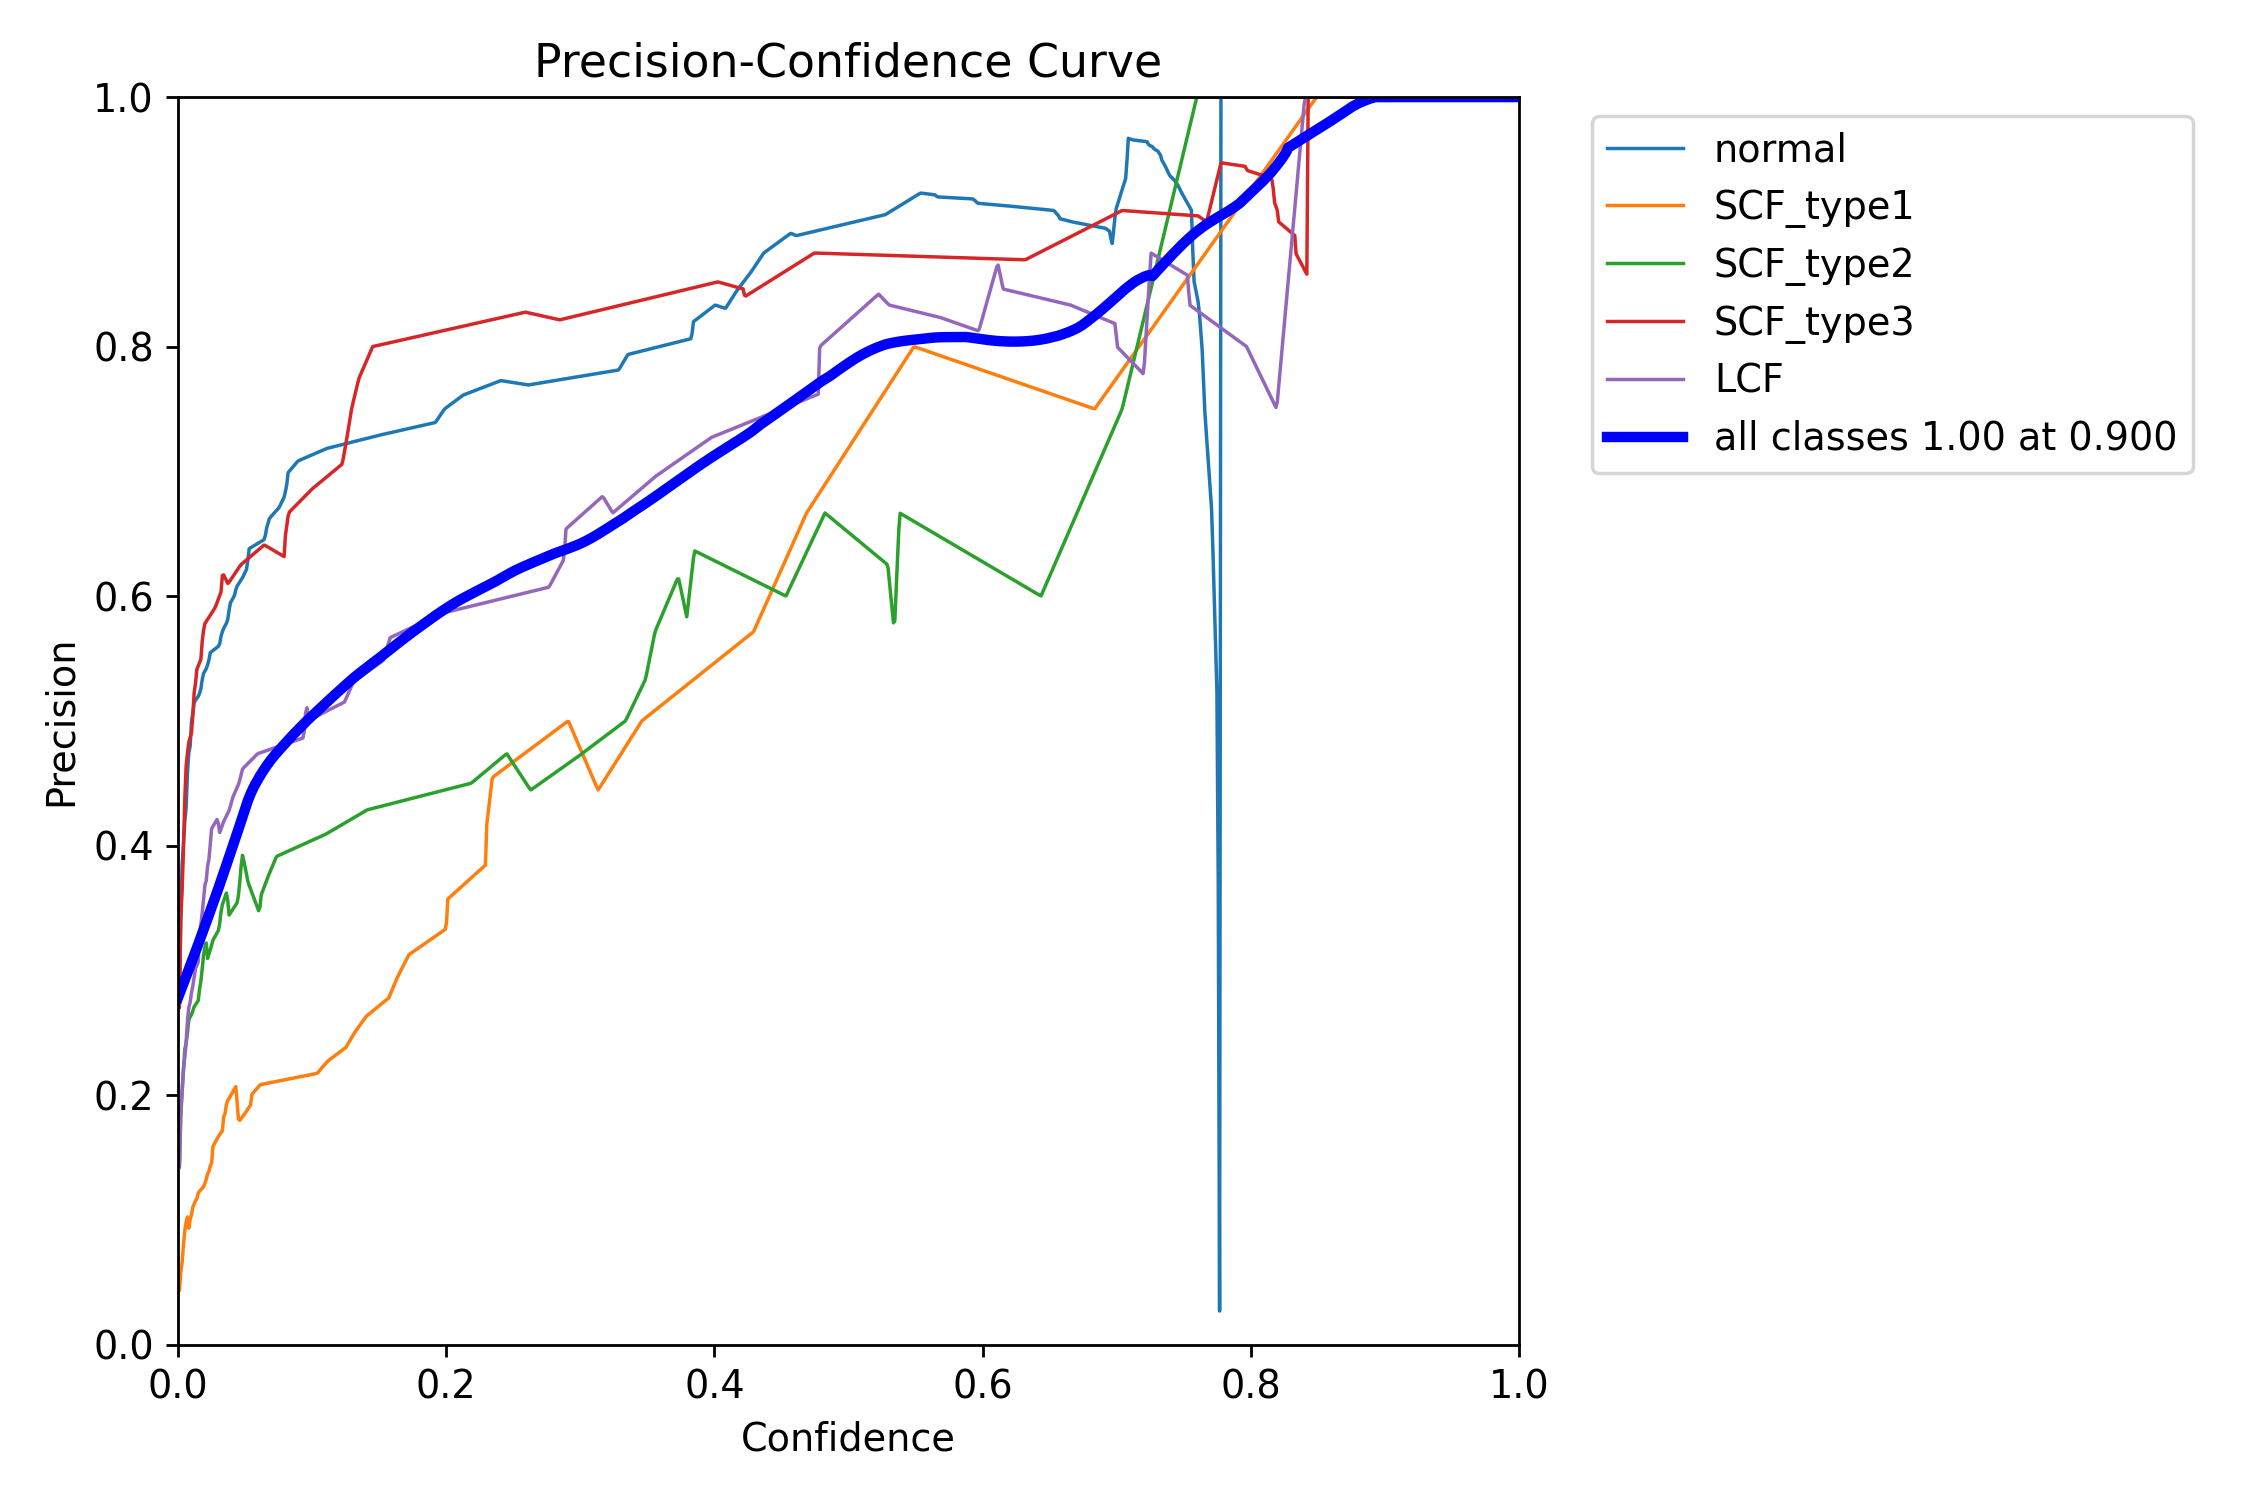 Precision-Confidence Curve
1.0
0.8
0.6
0.4
0.2
0.0
Precision
0.0 0.2 0.4 0.6 0.8 1.0
Confidence
normal
SCF_type1
SCF_type2
SCF_type3
LCF
all classes 1.00 at 0.900